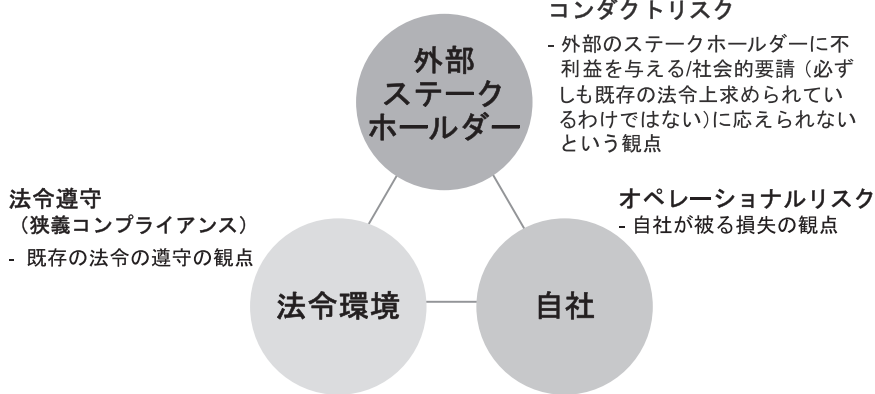 コンダクトリスク
- 外部のステークホールダーに不
利益を与える/社会的要請（必ず
しも既存の法令上求められてい
るわけではない）に応えられない
という観点
外部
ステーク
ホールダー
法令遵守
（狭義コンプライアンス）
- 既存の法令の遵守の観点
オペレーショナルリスク
- 自社が被る損失の観点
法令環境
自社